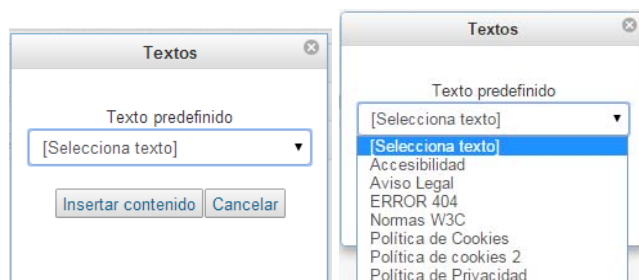 Textos
Texto predefinido
[Selecciona texto]
Insertar contenido Cancelar
Textos
Texto predefinido
[Selecciona texto]
[Selecciona texto]
Accesibilidad
Aviso Legal
ERROR 404
Normas W3C
Política de Cookies
Política de cookies 2
Política de Privacidad